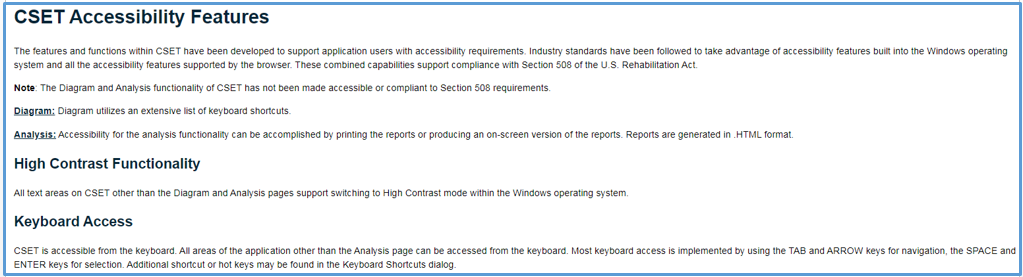 CSET Accessibility Features
The features and functions within CSET have been developed to support application users with accessibility requirements. Industry standards have been followed to take advantage of accessibility features built into the Windows operating
system and all the accessibility features supported by the browser. These combined capabilities support compliance with Section 508 of the U.S. Rehabilitation Act.
Note: The Diagram and Analysis functionality of CSET has not been made accessible or compliant to Section 508 requirements.
Diagram: Diagram utilizes an extensive list of keyboard shortcuts.
Analysis: Accessibility for the analysis functionality can be accomplished by printing the reports or producing an on-screen version of the reports. Reports are generated in .HTML format.
High Contrast Functionality
All text areas on CSET other than the Diagram and Analysis pages support switching to High Contrast mode within the Windows operating system.
Keyboard Access
CSET is accessible from the keyboard. All areas of the application other than the Analysis page can be accessed from the keyboard. Most keyboard access is implemented by using the TAB and ARROW keys for navigation, the SPACE and
ENTER keys for selection. Additional shortcut or hot keys may be found in the Keyboard Shortcuts dialog.